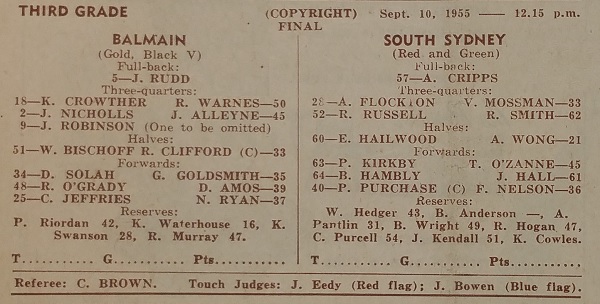 THIRD GRADE (COPYRIGHT) Sept. 10, 1955 —— 12.15 p.m.
FINAL
BALMAIN
(Gold, Black V)
Full-back:
5—J. RUDD
Three-quarters:
18—K. CROWTHER R. WARNES—50
2—J. NICHOLLS J. ALLEYNE—45
9—J. ROBINSON (One to be omitted)
Halves:
51—W. BISCHOFF R. CLIFFORD (C)—33
Forwards:
34—D. SOLAH G. GOLDSMITH—35
48—R. O'GRADY D. AMOS—39
25—C. JEFFRIES N. RYAN—37
Reserves:
P. Riordan 42, K. Waterhouse 16, K.
Swanson 28, R. Murray 47.
T........... G........... Pts...........
SOUTH SYDNEY
(Red and Green)
Full-back:
57—A. CRIPPS
Three-quarters:
A. FLOCKTON V. MOSSMAN—33
52—R. RUSSELL R. SMITH—62
Halves:
60—E. HAILWOOD A. WONG—21
Forwards:
63—P. KIRKBY T. O'ZANNE—45
64—B. HAMBLY J. HALL—61
40—P. PURCHASE (C) F. NELSON—36
Reserves:
W. Hedger 43, B. Anderson —, A.
Pantlin 31, B. Wright 49, R. Hogan 47,
C. Purcell 54, J. Kendall 51, K. Cowles.
T........... G........... Pts...........
Referee: C. BROWN. Touch Judges: J. Eedy (Red flag); J. Bowen (Blue flag).